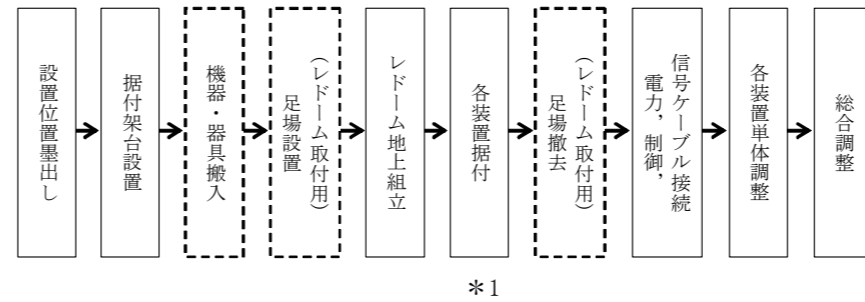 設置位置墨出し
据付架台設置
機器・器具搬入
（レドーム取付用）
足場設置
レドーム地上組立
各装置据付
（レドーム取付用）
足場撤去
信号ケーブル接続
電力，制御，
各装置単体調整
総合調整
＊1